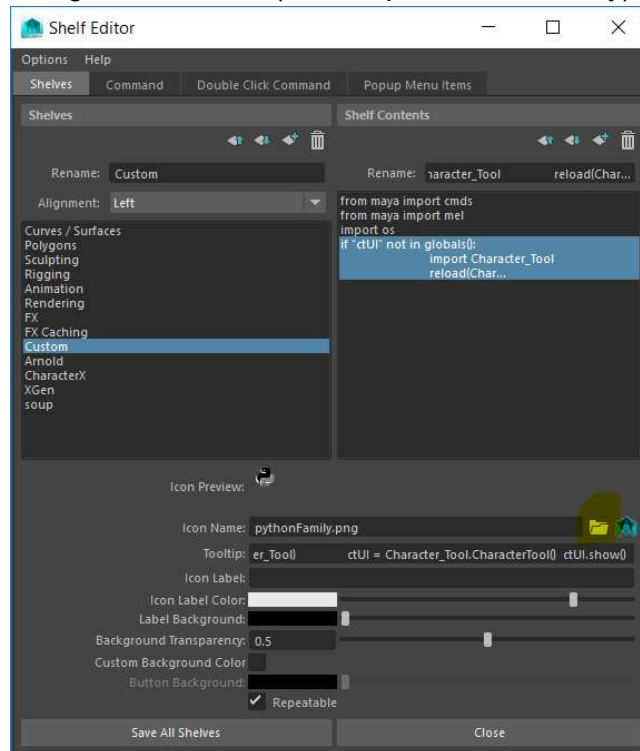 Shelf Editor
Options Help
Shelves Command Double Click Command Popup Menu Items
Shelves
Shelf Contents
Rename: Custom
Rename: haracter_Tool reload(Char...
Alignment: Left
from maya import cmds
from maya import mel
import os
if "ctUI" not in globals():
import Character_Tool
reload(Char...
Curves / Surfaces
Polygons
Sculpting
Rigging
Animation
Rendering
FX
FX Caching
Custom
Arnold
CharacterX
XGen
soup
Icon Preview:
Icon Name: pythonFamily.png
Tooltip: er_Tool) ctUI = Character_Tool.CharacterTool() ctUI.show()
Icon Label:
Icon Label Color:
Label Background:
Background Transparency: 0.5
Custom Background Color
Button Background:
Repeatable
Save All Shelves Close